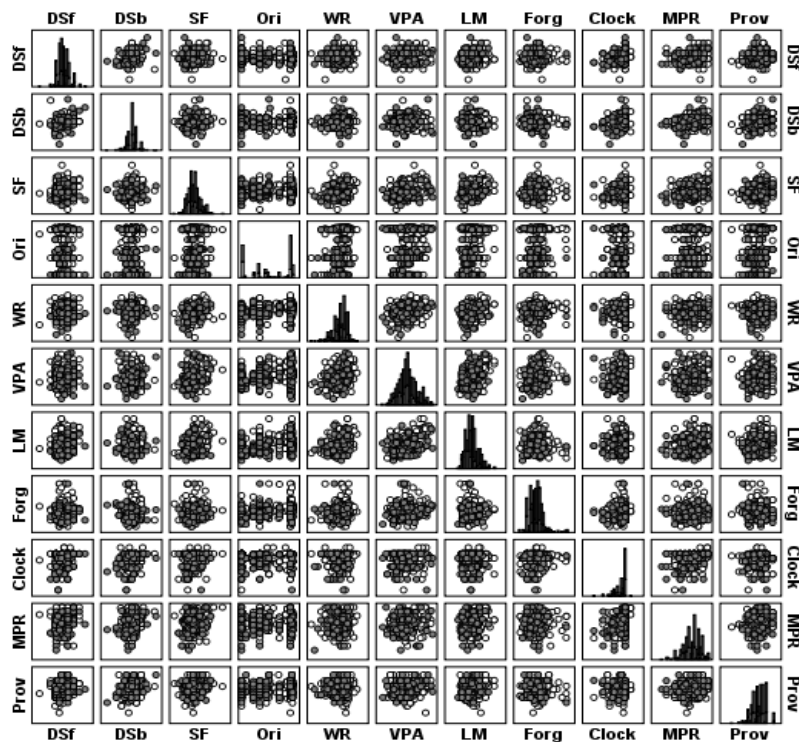 DSf DSb SF Ori WR VPA LM Forg Clock MPR Prov
DSf DSf
DSb DSb
SF SF
Ori Ori
WR WR
VPA VPA
LM LM
Forg Forg
Clock Clock
MPR MPR
Prov Prov
DSf DSb SF Ori WR VPA LM Forg Clock MPR Prov